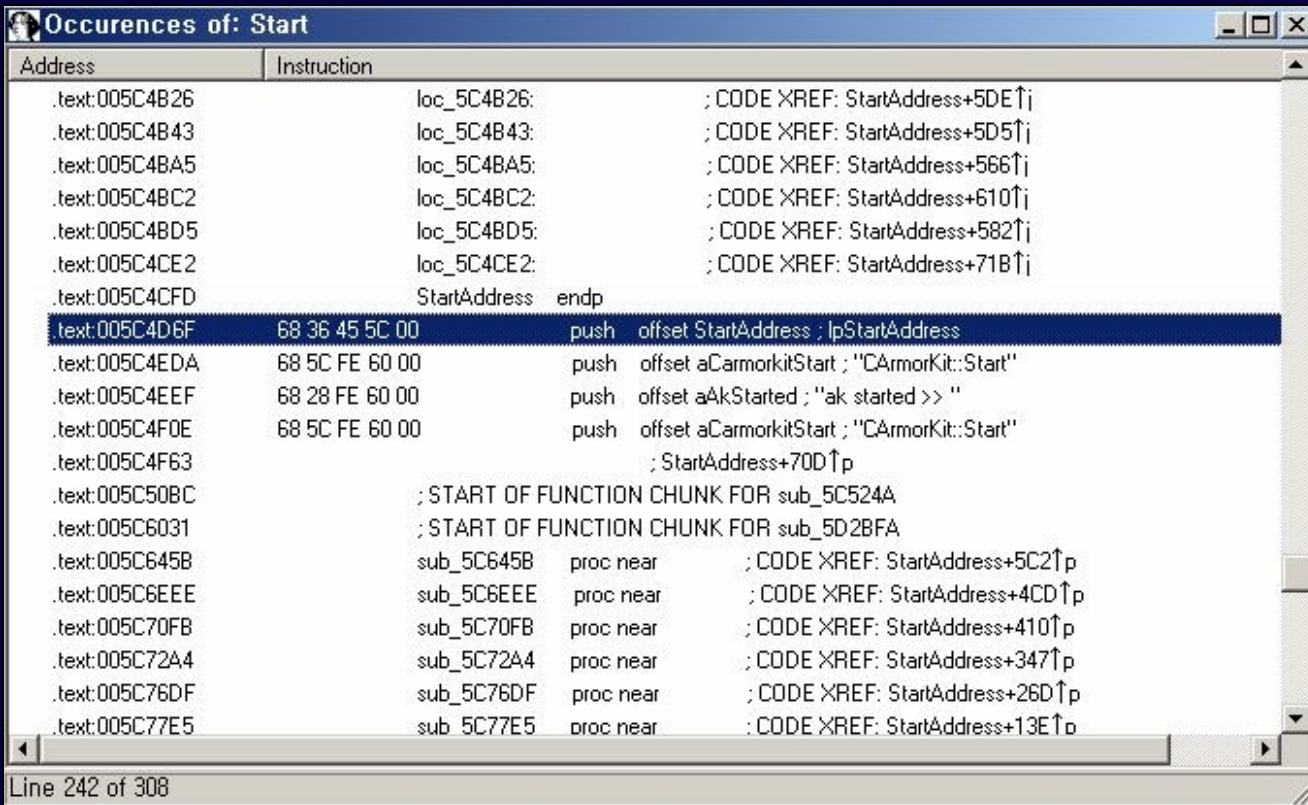 Occurences of: Start
Address Instruction
.text:005C4B26 loc_5C4B26: ; CODE XREF: StartAddress+5DE↑j
.text:005C4B43 loc_5C4B43: ; CODE XREF: StartAddress+5D5↑j
.text:005C4BA5 loc_5C4BA5: ; CODE XREF: StartAddress+566↑j
.text:005C4BC2 loc_5C4BC2: ; CODE XREF: StartAddress+610↑j
.text:005C4BD5 loc_5C4BD5: ; CODE XREF: StartAddress+582↑j
.text:005C4CE2 loc_5C4CE2: ; CODE XREF: StartAddress+71B↑j
.text:005C4CFD StartAddress endp
.text:005C4D6F 68 36 45 5C 00 push offset StartAddress ; lpStartAddress
.text:005C4EDA 68 5C FE 60 00 push offset aCarmorkitStart ; "CArmorKit::Start"
.text:005C4EEF 68 28 FE 60 00 push offset aAkStarted ; "ak started >> "
.text:005C4F0E 68 5C FE 60 00 push offset aCarmorkitStart ; "CArmorKit::Start"
.text:005C4F63 ; StartAddress+70D↑p
.text:005C50BC ; START OF FUNCTION CHUNK FOR sub_5C524A
.text:005C6031 ; START OF FUNCTION CHUNK FOR sub_5D2BFA
.text:005C645B sub_5C645B proc near ; CODE XREF: StartAddress+5C2↑p
.text:005C6EEE sub_5C6EEE proc near ; CODE XREF: StartAddress+4CD↑p
.text:005C70FB sub_5C70FB proc near ; CODE XREF: StartAddress+410↑p
.text:005C72A4 sub_5C72A4 proc near ; CODE XREF: StartAddress+347↑p
.text:005C76DF sub_5C76DF proc near ; CODE XREF: StartAddress+26D↑p
.text:005C77E5 sub_5C77E5 proc near ; CODE XREF: StartAddress+13E↑p
Line 242 of 308